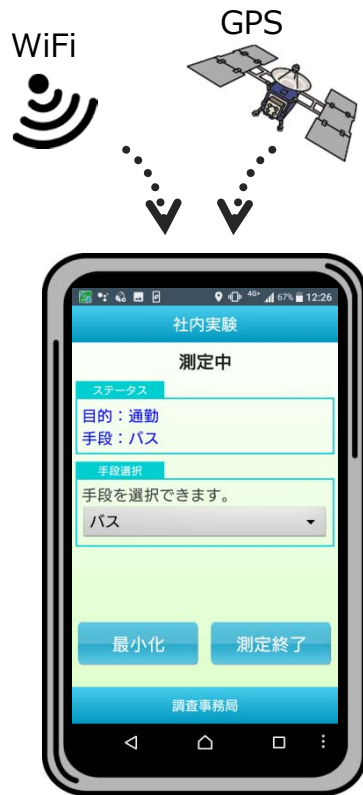 GPS
WiFi
4G+ 67% 12:26
社内実験
測定中
ステータス
目的：通勤
手段：バス
手段選択
手段を選択できます。
バス
最小化
測定終了
調査事務局